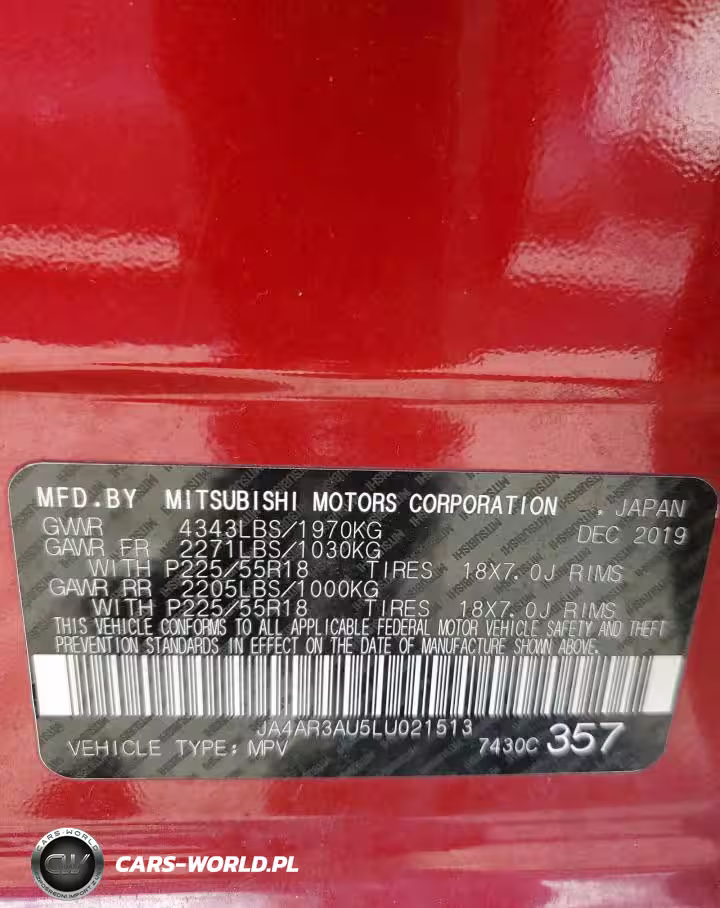 MFD.BY MITSUBISHI MOTORS CORPORATION . JAPAN
GVWR 4343LBS/1970KG DEC 2019
GAWR FR 2271LBS/1030KG
WITH P225/55R18 TIRES 18X7.0J RIMS
GAWR RR 2205LBS/1000KG
WITH P225/55R18 TIRES 18X7.0J RIMS
THIS VEHICLE CONFORMS TO ALL APPLICABLE FEDERAL MOTOR VEHICLE SAFETY AND THEFT
PREVENTION STANDARDS IN EFFECT ON THE DATE OF MANUFACTURE SHOWN ABOVE.
JA4AR3AU5LU021513
VEHICLE TYPE: MPV 7430C 357
CARS-WORLD
CW
CARS-WORLD.PL